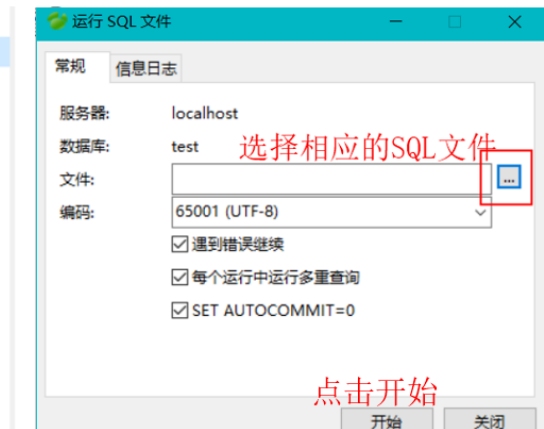 运行 SQL 文件
常规
信息日志
服务器:
localhost
数据库:
test
选择相应的SQL文件
文件:
...
编码:
65001 (UTF-8)
遇到错误继续
每个运行中运行多重查询
SET AUTOCOMMIT=0
点击开始
开始
关闭